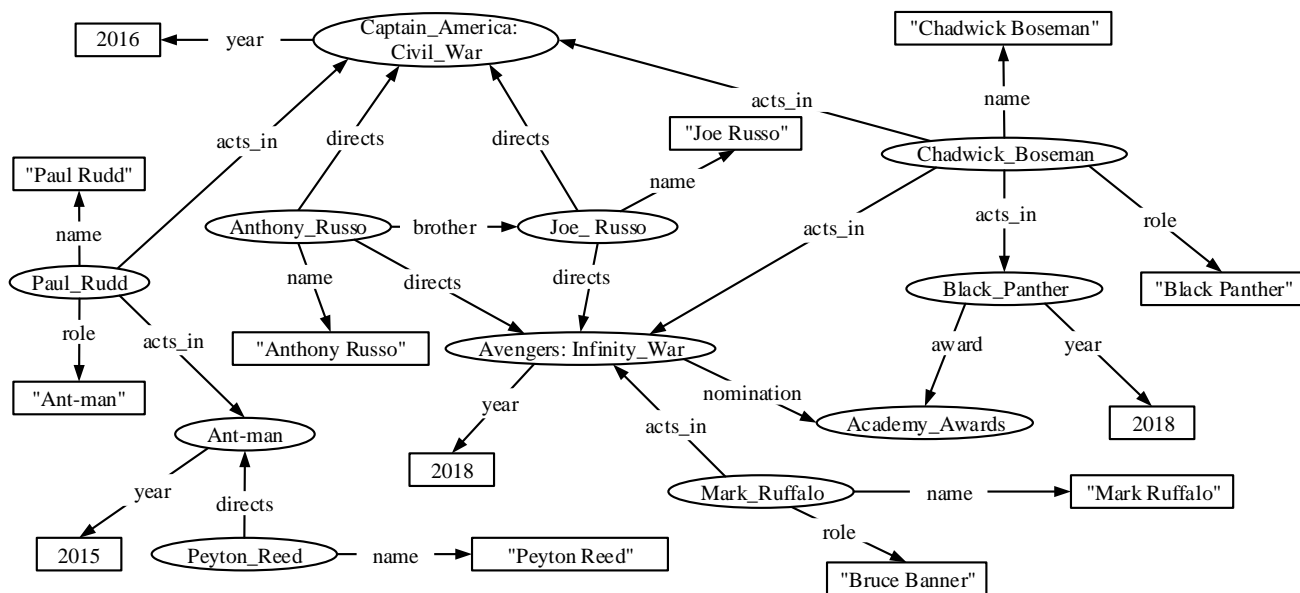 Captain_America:
Civil_War
2016
year
"Chadwick Boseman"
name
acts_in
acts_in
directs
directs
"Joe Russo"
name
Chadwick_Boseman
"Paul Rudd"
name
Anthony_Russo
brother
Joe_ Russo
acts_in
acts_in
role
Paul_Rudd
name
directs
directs
Black_Panther
"Black Panther"
role
acts_in
"Anthony Russo"
Avengers: Infinity_War
award
year
"Ant-man"
year
nomination
Ant-man
acts_in
Academy_Awards
2018
2018
year
directs
Mark_Ruffalo
name
"Mark Ruffalo"
2015
Peyton_Reed
name
"Peyton Reed"
role
"Bruce Banner"